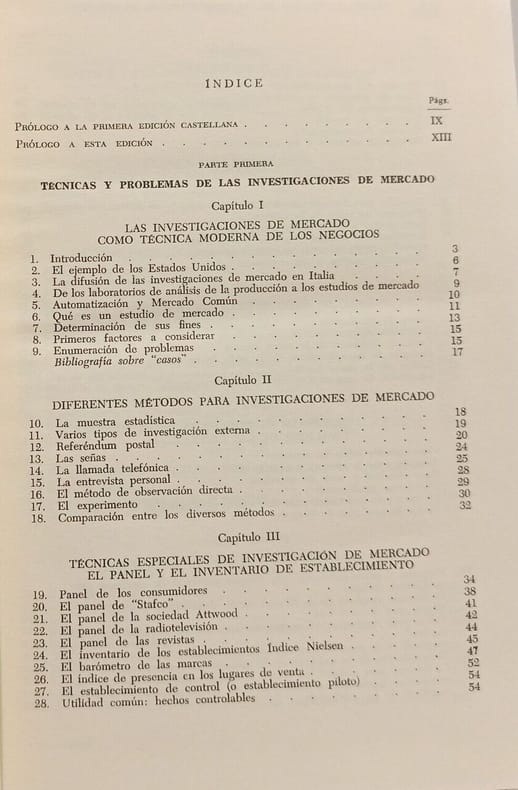 ÍNDICE
Págs.
PRÓLOGO A LA PRIMERA EDICIÓN CASTELLANA . . . . . . . . IX
PRÓLOGO A ESTA EDICIÓN . . . . . . . . . . . XIII
PARTE PRIMERA
TÉCNICAS Y PROBLEMAS DE LAS INVESTIGACIONES DE MERCADO
Capítulo I
LAS INVESTIGACIONES DE MERCADO
COMO TÉCNICA MODERNA DE LOS NEGOCIOS
1. Introducción . . . . . . . . . . . . 3
2. El ejemplo de los Estados Unidos . . . . . . . . 6
3. La difusión de las investigaciones de mercado en Italia . . . . 7
4. De los laboratorios de análisis de la producción a estudios de mercado 9
5. Automatización y Mercado Común . . . . . . . . 10
6. Qué es un estudio de mercado . . . . . . . . 11
7. Determinación de sus fines . . . . . . . . . 13
8. Primeros factores a considerar . . . . . . . . 15
9. Enumeración de problemas . . . . . . . . . 15
Bibliografía sobre "casos" . . . . . . . . . 17
Capítulo II
DIFERENTES MÉTODOS PARA INVESTIGACIONES DE MERCADO
10. La muestra estadística . . . . . . . . . . 18
11. Varios tipos de investigación externa . . . . . . . 19
12. Referéndum postal . . . . . . . . . . 20
13. Las señas . . . . . . . . . . . . 24
14. La llamada telefónica . . . . . . . . . . 25
15. La entrevista personal . . . . . . . . . . 28
16. El método de observación directa . . . . . . . . 29
17. El experimento . . . . . . . . . . . 30
18. Comparación entre los diversos métodos . . . . . . 32
Capítulo III
TÉCNICAS ESPECIALES DE INVESTIGACIÓN DE MERCADO
EL PANEL Y EL INVENTARIO DE ESTABLECIMIENTO
19. Panel de los consumidores . . . . . . . . . 34
20. El panel de "Stafco" . . . . . . . . . . 38
21. El panel de la sociedad Attwood . . . . . . . . 41
22. El panel de la radiotelevisión . . . . . . . . 42
23. El panel de las revistas . . . . . . . . . 44
24. El inventario de los establecimientos Índice Nielsen . . . . 45
25. El barómetro de las marcas . . . . . . . . 47
26. El índice de presencia en los lugares de venta . . . . . 52
27. El establecimiento de control (o establecimiento piloto) . . . 54
28. Utilidad común: hechos controlables . . . . . . . 54